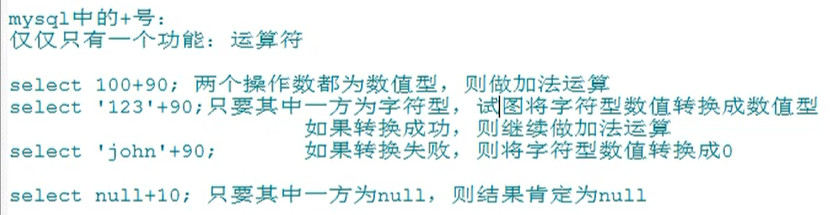 mysql中的+号:
仅仅只有一个功能: 运算符
select 100+90; 两个操作数都为数值型，则做加法运算
select '123'+90;只要其中一方为字符型，试图将字符型数值转换成数值型
如果转换成功，则继续做加法运算
select 'john'+90; 如果转换失败，则将字符型数值转换成0
select null+10; 只要其中一方为null，则结果肯定为null